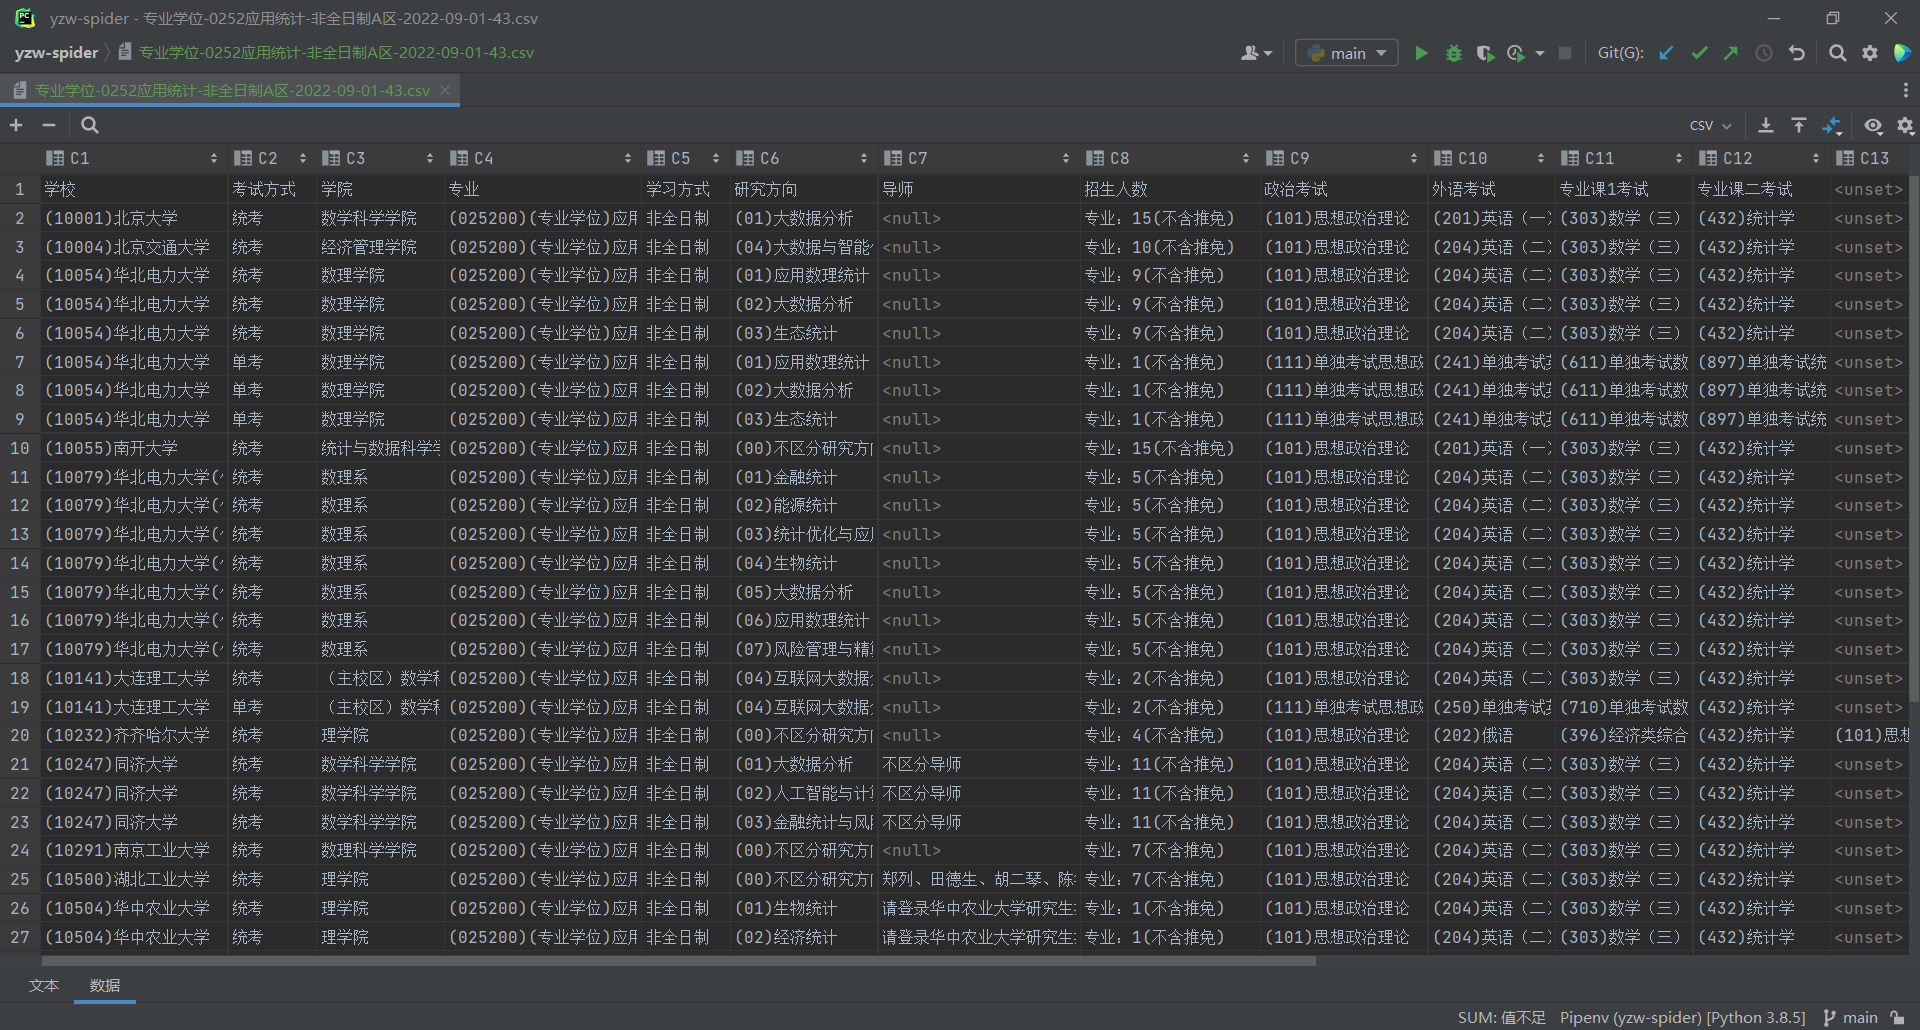 yzw-spider - 专业学位-0252应用统计-非全日制A区-2022-09-01-43.csv
yzw-spider 专业学位-0252应用统计-非全日制A区-2022-09-01-43.csv main Git(G):
专业学位-0252应用统计-非全日制A区-2022-09-01-43.csv
CSV
C1 C2 C3 C4 C5 C6 C7 C8 C9 C10 C11 C12 C13
1 学校 考试方式 学院 专业 学习方式 研究方向 导师 招生人数 政治考试 外语考试 专业课1考试 专业课二考试 <unset>
2 (10001)北京大学 统考 数学科学学院 (025200)(专业学位)应用 非全日制 (01)大数据分析 <null> 专业：15(不含推免) (101)思想政治理论 (201)英语（一） (303)数学（三） (432)统计学 <unset>
3 (10004)北京交通大学 统考 经济管理学院 (025200)(专业学位)应用 非全日制 (04)大数据与智能 <null> 专业：10(不含推免) (101)思想政治理论 (204)英语（二） (303)数学（三） (432)统计学 <unset>
4 (10054)华北电力大学 统考 数理学院 (025200)(专业学位)应用 非全日制 (01)应用数理统计 <null> 专业：9(不含推免) (101)思想政治理论 (204)英语（二） (303)数学（三） (432)统计学 <unset>
5 (10054)华北电力大学 统考 数理学院 (025200)(专业学位)应用 非全日制 (02)大数据分析 <null> 专业：9(不含推免) (101)思想政治理论 (204)英语（二） (303)数学（三） (432)统计学 <unset>
6 (10054)华北电力大学 统考 数理学院 (025200)(专业学位)应用 非全日制 (03)生态统计 <null> 专业：9(不含推免) (101)思想政治理论 (204)英语（二） (303)数学（三） (432)统计学 <unset>
7 (10054)华北电力大学 单考 数理学院 (025200)(专业学位)应用 非全日制 (01)应用数理统计 <null> 专业：1(不含推免) (111)单独考试思想政 (241)单独考试英 (611)单独考试数 (897)单独考试统 <unset>
8 (10054)华北电力大学 单考 数理学院 (025200)(专业学位)应用 非全日制 (02)大数据分析 <null> 专业：1(不含推免) (111)单独考试思想政 (241)单独考试英 (611)单独考试数 (897)单独考试统 <unset>
9 (10054)华北电力大学 单考 数理学院 (025200)(专业学位)应用 非全日制 (03)生态统计 <null> 专业：1(不含推免) (111)单独考试思想政 (241)单独考试英 (611)单独考试数 (897)单独考试统 <unset>
10 (10055)南开大学 统考 统计与数据科学学 (025200)(专业学位)应用 非全日制 (00)不区分研究方向 <null> 专业：15(不含推免) (101)思想政治理论 (201)英语（一） (303)数学（三） (432)统计学 <unset>
11 (10079)华北电力大学( 统考 数理系 (025200)(专业学位)应用 非全日制 (01)金融统计 <null> 专业：5(不含推免) (101)思想政治理论 (204)英语（二） (303)数学（三） (432)统计学 <unset>
12 (10079)华北电力大学( 统考 数理系 (025200)(专业学位)应用 非全日制 (02)能源统计 <null> 专业：5(不含推免) (101)思想政治理论 (204)英语（二） (303)数学（三） (432)统计学 <unset>
13 (10079)华北电力大学( 统考 数理系 (025200)(专业学位)应用 非全日制 (03)统计优化与应 <null> 专业：5(不含推免) (101)思想政治理论 (204)英语（二） (303)数学（三） (432)统计学 <unset>
14 (10079)华北电力大学( 统考 数理系 (025200)(专业学位)应用 非全日制 (04)生物统计 <null> 专业：5(不含推免) (101)思想政治理论 (204)英语（二） (303)数学（三） (432)统计学 <unset>
15 (10079)华北电力大学( 统考 数理系 (025200)(专业学位)应用 非全日制 (05)大数据分析 <null> 专业：5(不含推免) (101)思想政治理论 (204)英语（二） (303)数学（三） (432)统计学 <unset>
16 (10079)华北电力大学( 统考 数理系 (025200)(专业学位)应用 非全日制 (06)应用数理统计 <null> 专业：5(不含推免) (101)思想政治理论 (204)英语（二） (303)数学（三） (432)统计学 <unset>
17 (10079)华北电力大学( 统考 数理系 (025200)(专业学位)应用 非全日制 (07)风险管理与精 <null> 专业：5(不含推免) (101)思想政治理论 (204)英语（二） (303)数学（三） (432)统计学 <unset>
18 (10141)大连理工大学 统考 （主校区）数学科 (025200)(专业学位)应用 非全日制 (04)互联网大数据 <null> 专业：2(不含推免) (101)思想政治理论 (204)英语（二） (303)数学（三） (432)统计学 <unset>
19 (10141)大连理工大学 单考 （主校区）数学科 (025200)(专业学位)应用 非全日制 (04)互联网大数据 <null> 专业：2(不含推免) (111)单独考试思想政 (250)单独考试英 (710)单独考试数 (432)统计学 <unset>
20 (10232)齐齐哈尔大学 统考 理学院 (025200)(专业学位)应用 非全日制 (00)不区分研究方向 <null> 专业：4(不含推免) (101)思想政治理论 (202)俄语 (396)经济类综合 (432)统计学 (101)思想
21 (10247)同济大学 统考 数学科学学院 (025200)(专业学位)应用 非全日制 (01)大数据分析 不区分导师 专业：11(不含推免) (101)思想政治理论 (204)英语（二） (303)数学（三） (432)统计学 <unset>
22 (10247)同济大学 统考 数学科学学院 (025200)(专业学位)应用 非全日制 (02)人工智能与计 不区分导师 专业：11(不含推免) (101)思想政治理论 (204)英语（二） (303)数学（三） (432)统计学 <unset>
23 (10247)同济大学 统考 数学科学学院 (025200)(专业学位)应用 非全日制 (03)金融统计与风 不区分导师 专业：11(不含推免) (101)思想政治理论 (204)英语（二） (303)数学（三） (432)统计学 <unset>
24 (10291)南京工业大学 统考 数理科学学院 (025200)(专业学位)应用 非全日制 (00)不区分研究方向 <null> 专业：7(不含推免) (101)思想政治理论 (204)英语（二） (303)数学（三） (432)统计学 <unset>
25 (10500)湖北工业大学 统考 理学院 (025200)(专业学位)应用 非全日制 (00)不区分研究方向 郑列、田德生、胡二琴、陈 专业：7(不含推免) (101)思想政治理论 (204)英语（二） (303)数学（三） (432)统计学 <unset>
26 (10504)华中农业大学 统考 理学院 (025200)(专业学位)应用 非全日制 (01)生物统计 请登录华中农业大学研究生 专业：1(不含推免) (101)思想政治理论 (204)英语（二） (303)数学（三） (432)统计学 <unset>
27 (10504)华中农业大学 统考 理学院 (025200)(专业学位)应用 非全日制 (02)经济统计 请登录华中农业大学研究生 专业：1(不含推免) (101)思想政治理论 (204)英语（二） (303)数学（三） (432)统计学 <unset>
文本 数据
SUM: 值不足 Pipenv (yzw-spider) [Python 3.8.5] main